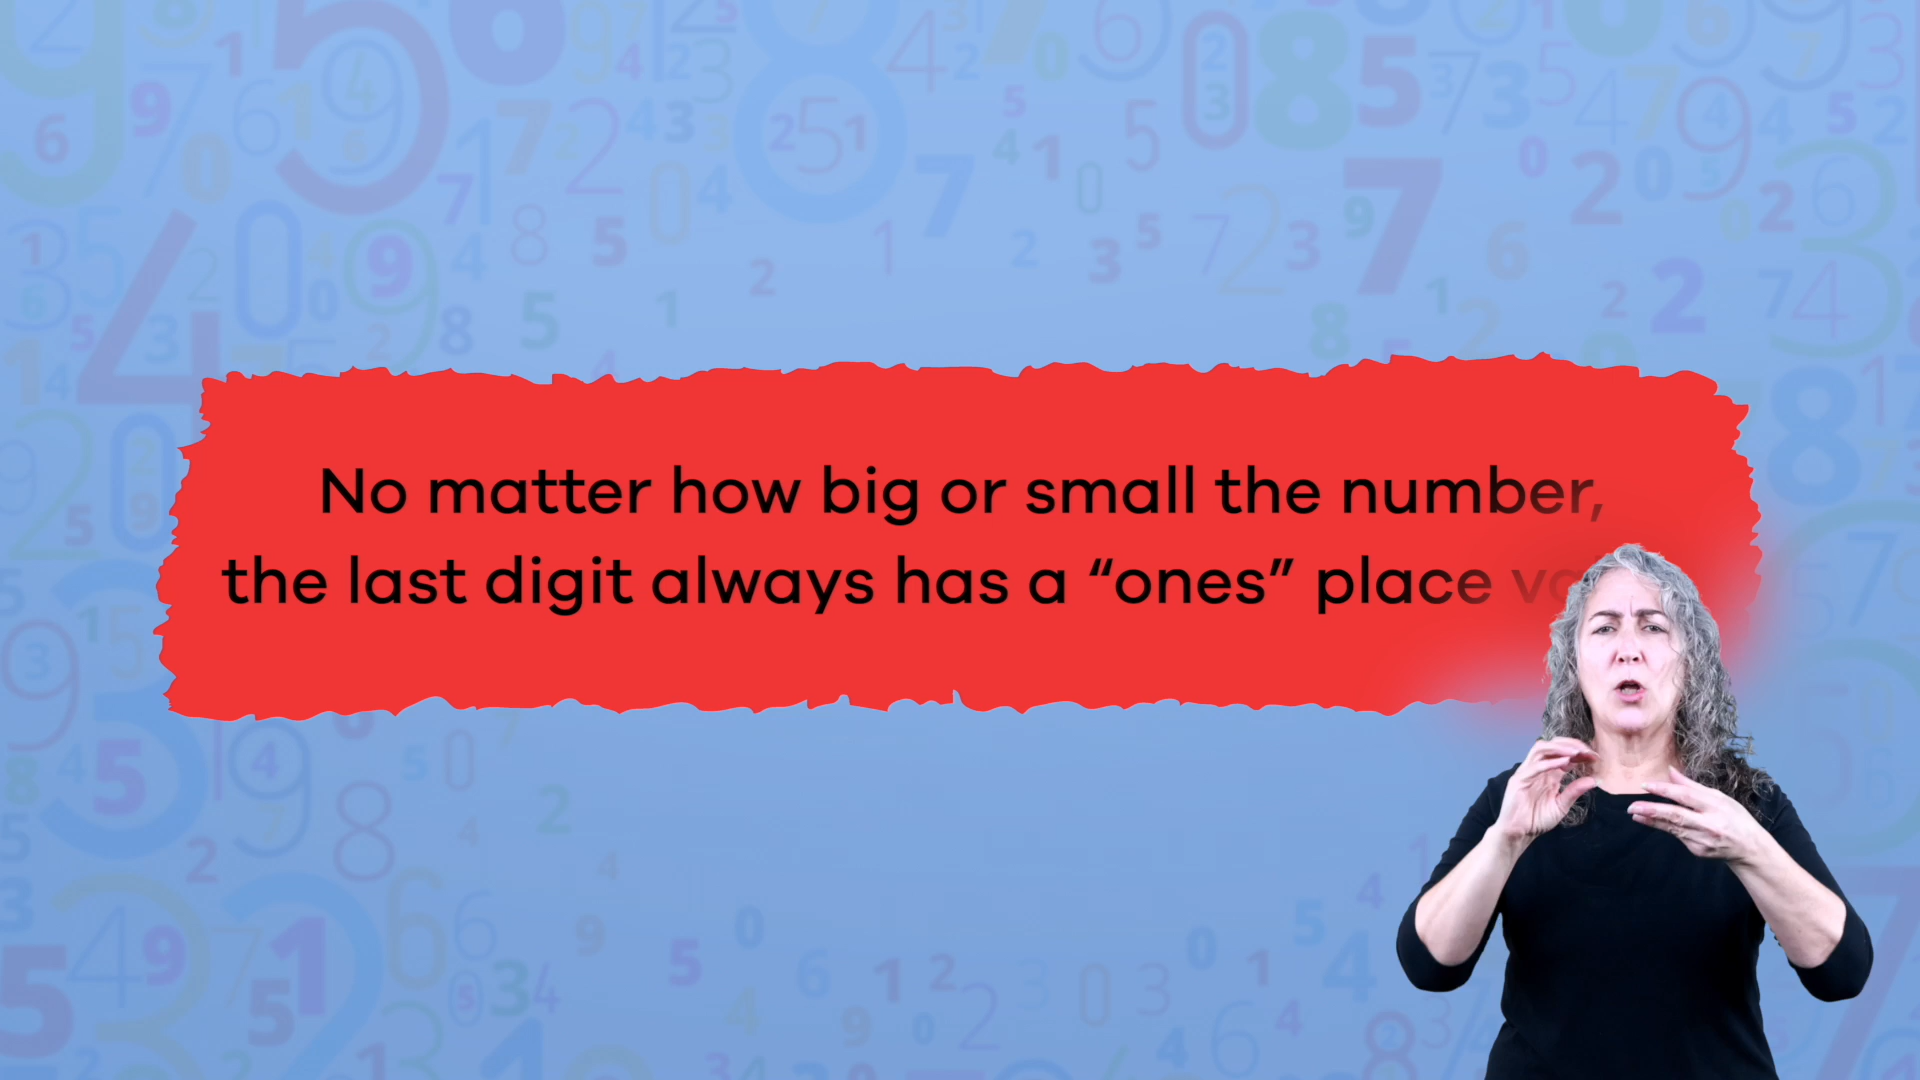 No matter how big or small the number,
the last digit always has a “ones” place